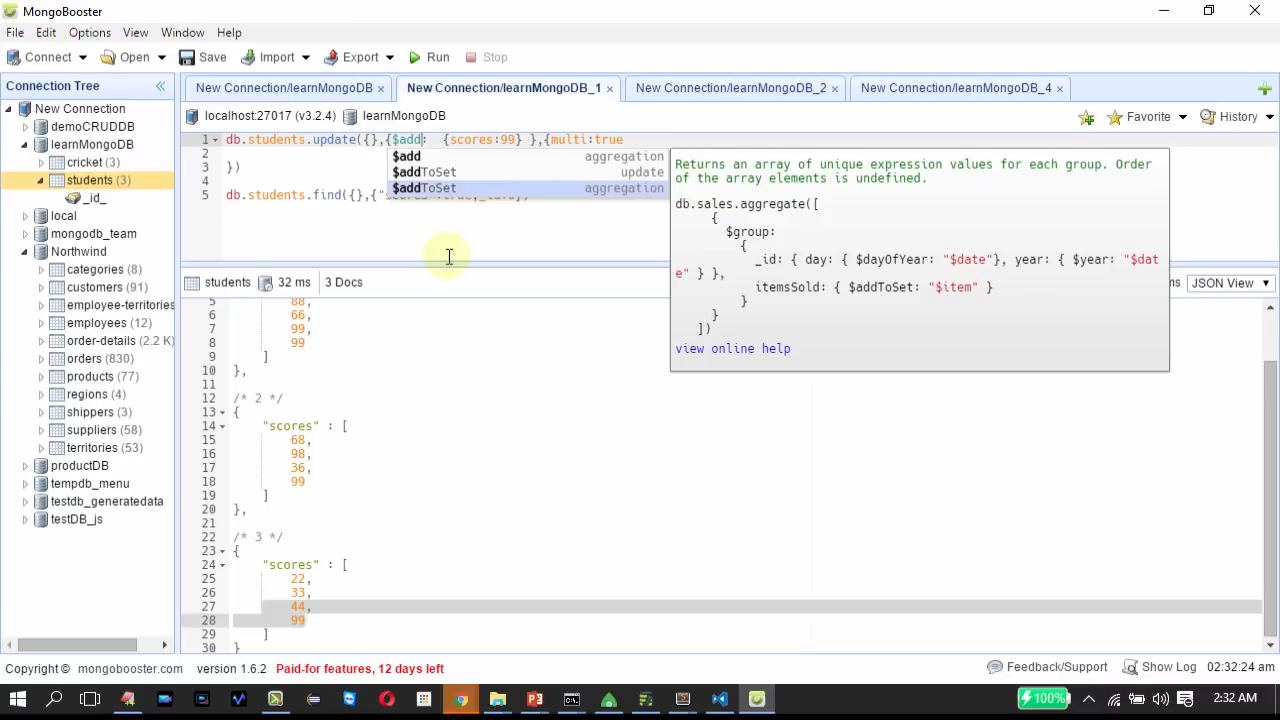 MongoBooster
File Edit Options View Window Help
Connect Open Save Import Export Run Stop
Connection Tree
New Connection/learnMongoDB × New Connection/learnMongoDB_1 × New Connection/learnMongoDB_2 × New Connection/learnMongoDB_4 ×
New Connection
demoCRUDDB
learnMongoDB
cricket (3)
students (3)
_id_
local
mongodb_team
Northwind
categories (8)
customers (91)
employee-territories
employees (12)
order-details (2.2 K)
orders (830)
products (77)
regions (4)
shippers (3)
suppliers (58)
territories (53)
productDB
tempdb_menu
testdb_generatedata
testDB_js
localhost:27017 (v3.2.4) learnMongoDB
Favorite History
1 db.students.update({},{$add: {scores:99} },{multi:true
2
3 })
4
5 db.students.find({},{"scores":true,_id:0})
$add aggregation
$addToSet update
$addToSet aggregation
Returns an array of unique expression values for each group. Order
of the array elements is undefined.
db.sales.aggregate([
{
$group:
{
_id: { day: { $dayOfYear: "$date"}, year: { $year: "$dat
e" } },
itemsSold: { $addToSet: "$item" }
}
}
])
view online help
students 32 ms 3 Docs
ms JSON View
5 88,
6 66,
7 99,
8 99
9 ]
10 },
11
12 /* 2 */
13 {
14 "scores" : [
15 68,
16 98,
17 36,
18 99
19 ]
20 },
21
22 /* 3 */
23 {
24 "scores" : [
25 22,
26 33,
27 44,
28 99
29 ]
30 }
Copyright © mongobooster.com version 1.6.2 Paid-for features, 12 days left
Feedback/Support Show Log 02:32:24 am
100% 2:32 AM